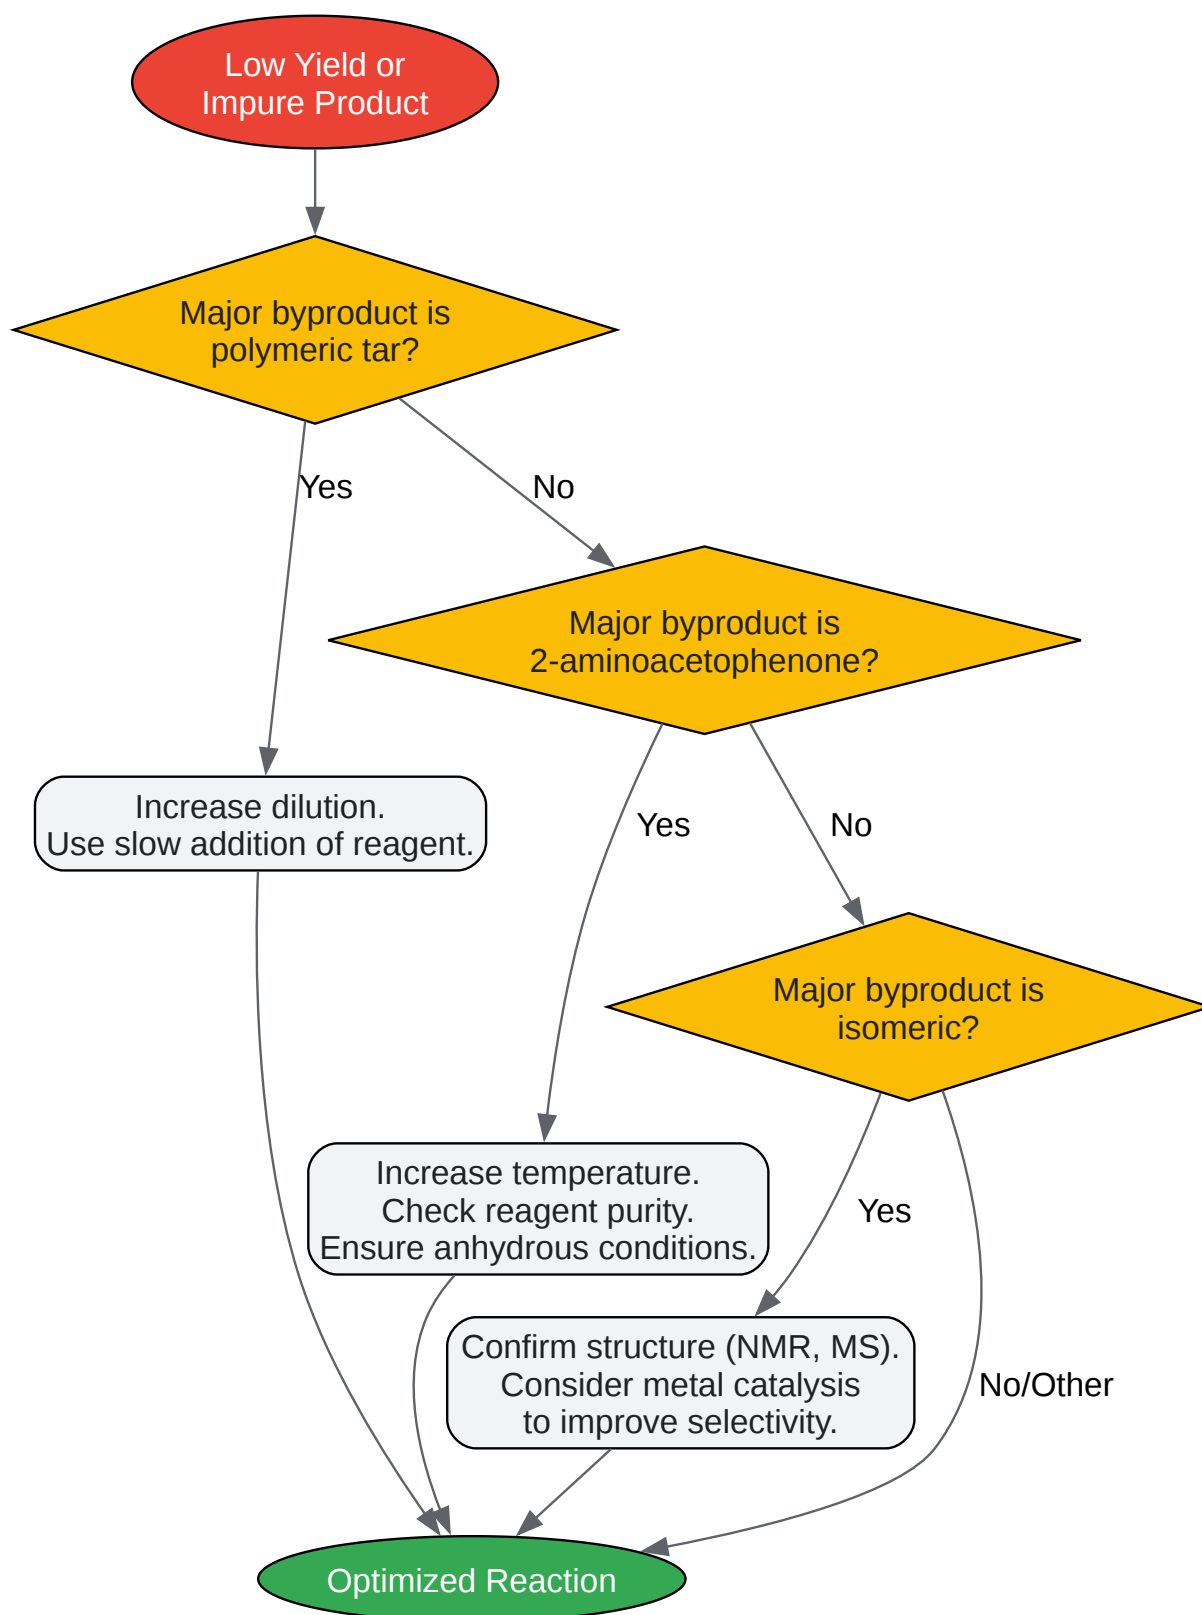 Low Yield or
Impure Product
Major byproduct is
polymeric tar?
Yes
No
Major byproduct is
2-aminoacetophenone?
Increase dilution.
Use slow addition of reagent.
Yes
No
Major byproduct is
isomeric?
Increase temperature.
Check reagent purity.
Ensure anhydrous conditions.
Yes
Confirm structure (NMR, MS).
Consider metal catalysis
to improve selectivity.
No/Other
Optimized Reaction